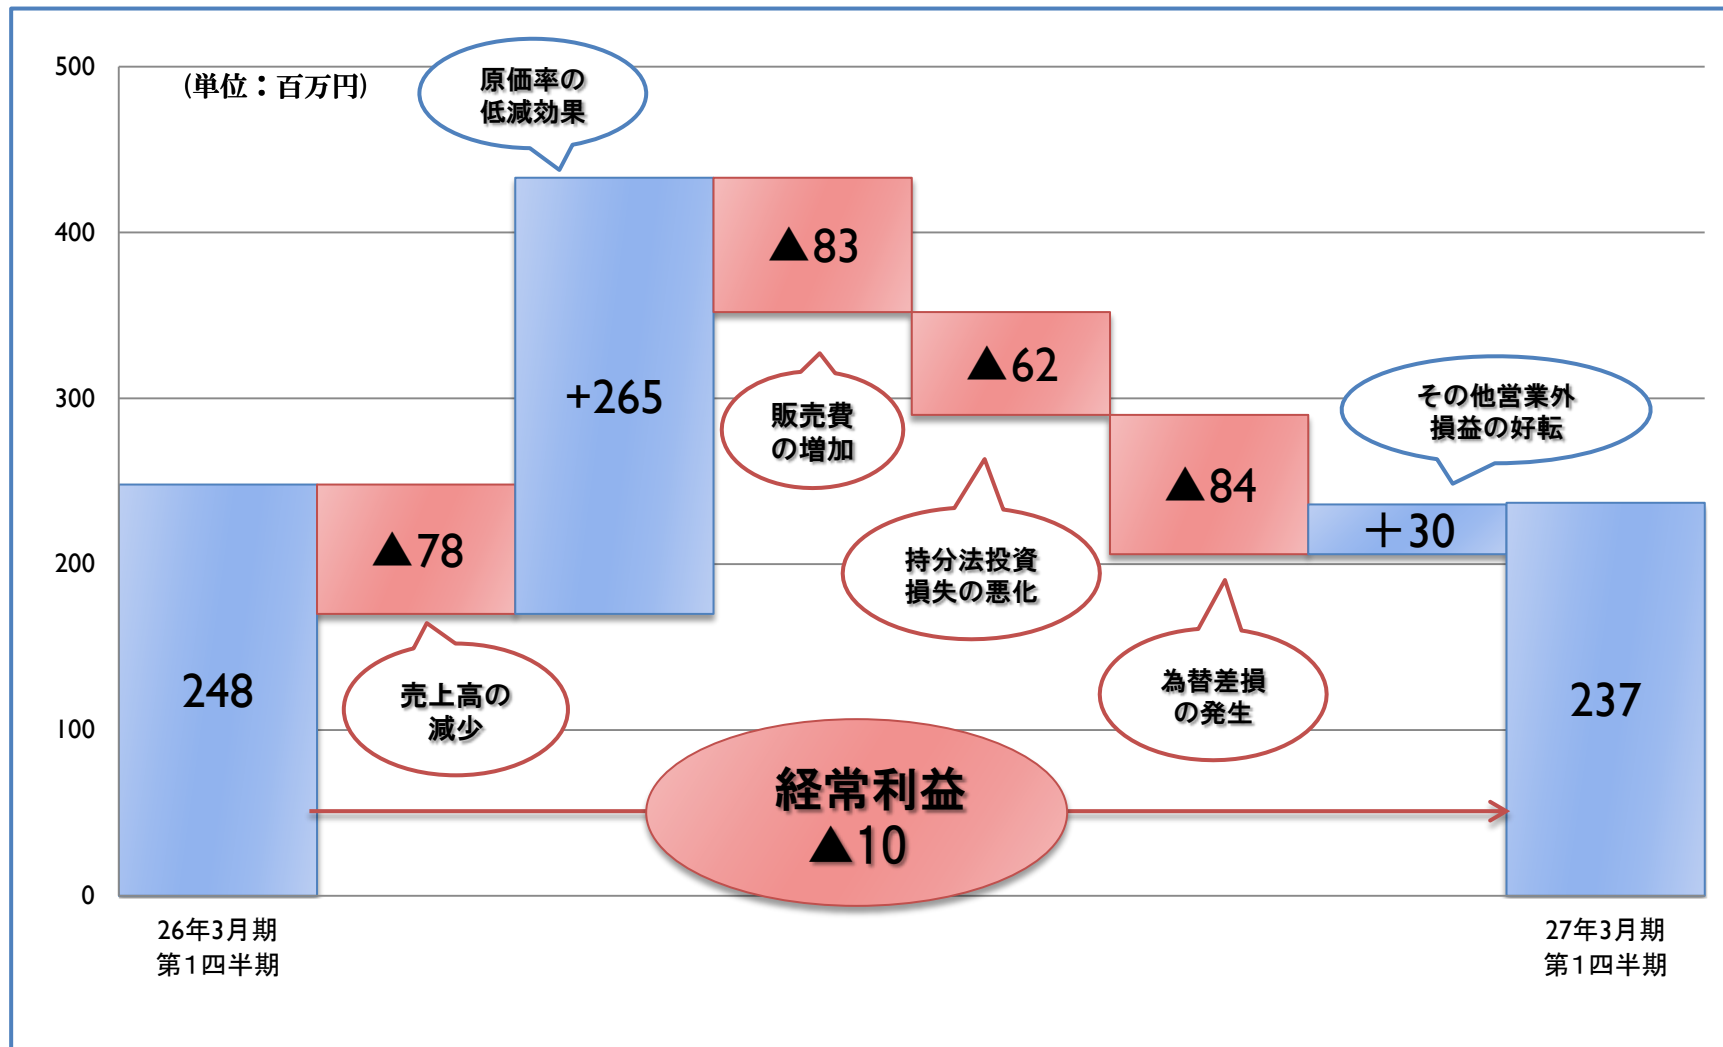 500
400
300
200
100
0
(単位：百万円)
原価率の
低減効果
248
▲78
売上高の
減少
+265
▲83
販売費
の増加
▲62
持分法投資
損失の悪化
▲84
為替差損
の発生
＋30
その他営業外
損益の好転
237
経常利益
▲10
26年3月期
第1四半期
27年3月期
第1四半期